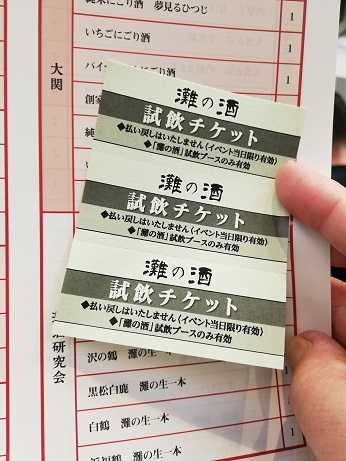 純米にごり酒 夢見るひつじ
1
いちごにごり酒
1
バイ
1
創家
1
純
大関
灘の酒
試飲チケット
◆払い戻しはいたしません(イベント当日限り有効)
◆「灘の酒」試飲ブースのみ有効
灘の酒
試飲チケット
◆払い戻しはいたしません(イベント当日限り有効)
◆「灘の酒」試飲ブースのみ有効
灘の酒
試飲チケット
◆払い戻しはいたしません(イベント当日限り有効)
◆「灘の酒」試飲ブースのみ有効
酒研究会
沢の鶴 灘の生一本
黒松白鹿 灘の生一本
白鶴 灘の生一本
灘の生一本